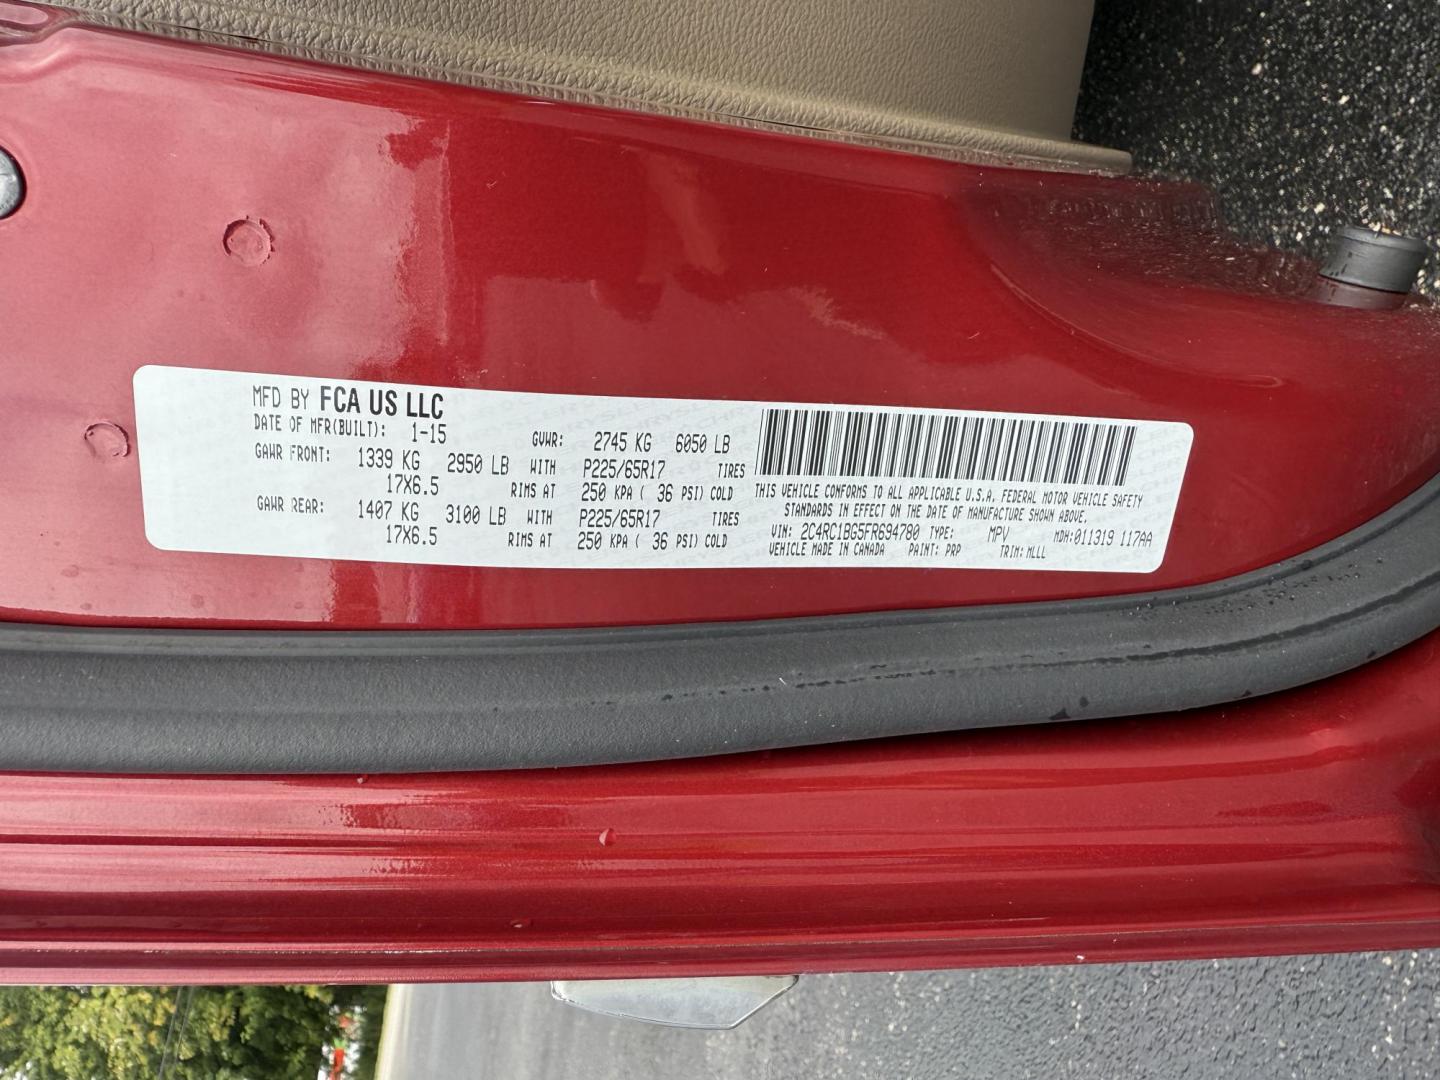 MFD BY FCA US LLC
DATE OF MFR(BUILT): 1-15 GVWR: 2745 KG 6050 LB
GAWR FRONT: 1339 KG 2950 LB WITH P225/65R17 TIRES
17X6.5 RIMS AT 250 KPA ( 36 PSI) COLD
GAWR REAR: 1407 KG 3100 LB WITH P225/65R17 TIRES
17X6.5 RIMS AT 250 KPA ( 36 PSI) COLD
THIS VEHICLE CONFORMS TO ALL APPLICABLE U.S.A. FEDERAL MOTOR VEHICLE SAFETY
STANDARDS IN EFFECT ON THE DATE OF MANUFACTURE SHOWN ABOVE.
VIN: 2C4RC1BG5FR694780 TYPE: MPV MDH:011319 117AA
VEHICLE MADE IN CANADA PAINT: PRP TRIM: MLLL